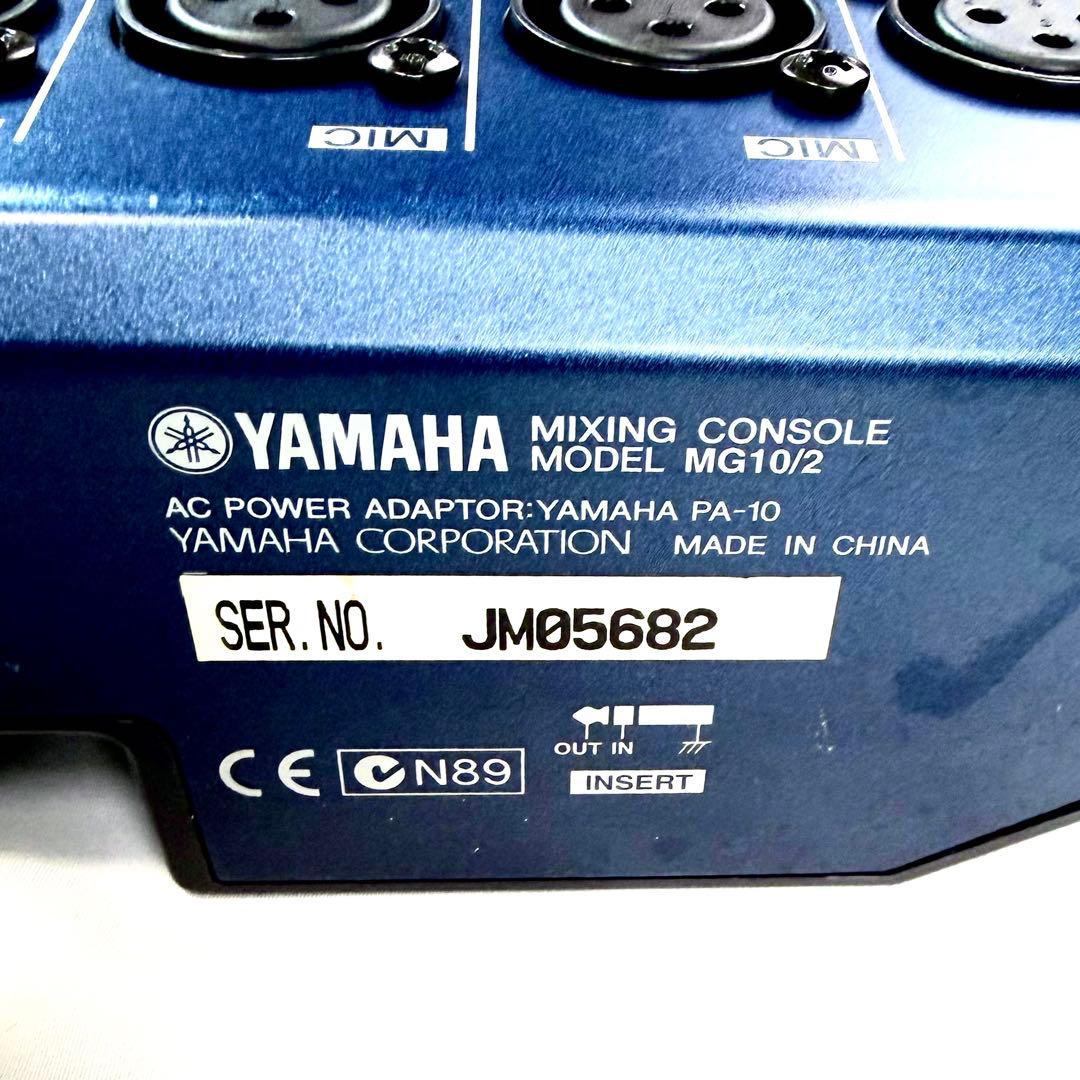 MIC
MIC
YAMAHA MIXING CONSOLE
MODEL MG10/2
AC POWER ADAPTOR:YAMAHA PA-10
YAMAHA CORPORATION MADE IN CHINA
SER.NO. JM05682
OUT IN
CE N89 INSERT